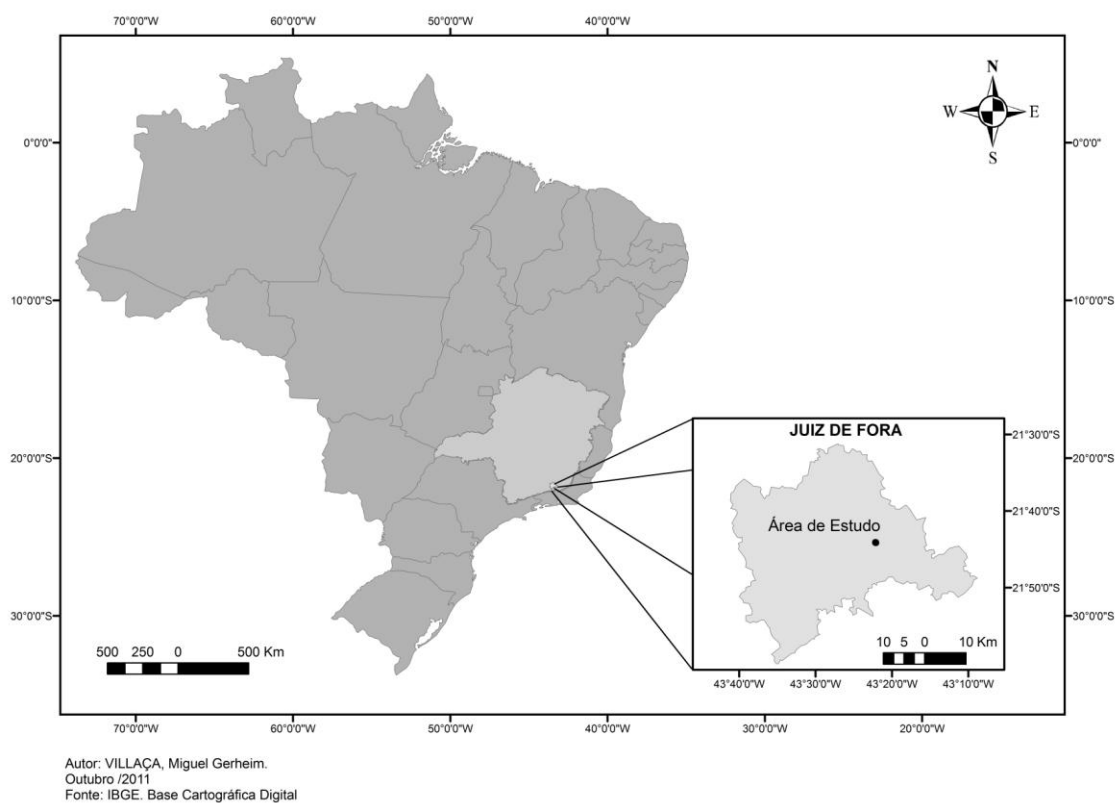 70°0'0"W 60°0'0"W 50°0'0"W 40°0'0"W
N
W E
S
0°0'0" 0°0'0"
10°0'0"S 10°0'0"S
JUIZ DE FORA
21°30'0"S
20°0'0"S 20°0'0"S
21°40'0"S
Área de Estudo
21°50'0"S
30°0'0"S 30°0'0"S
10 5 0 10 Km
500 250 0 500 Km
43°40'0"W 43°30'0"W 43°20'0"W 43°10'0"W
70°0'0"W 60°0'0"W 50°0'0"W 40°0'0"W 30°0'0"W 20°0'0"W
Autor: VILLAÇA, Miguel Gerheim.
Outubro /2011
Fonte: IBGE. Base Cartográfica Digital